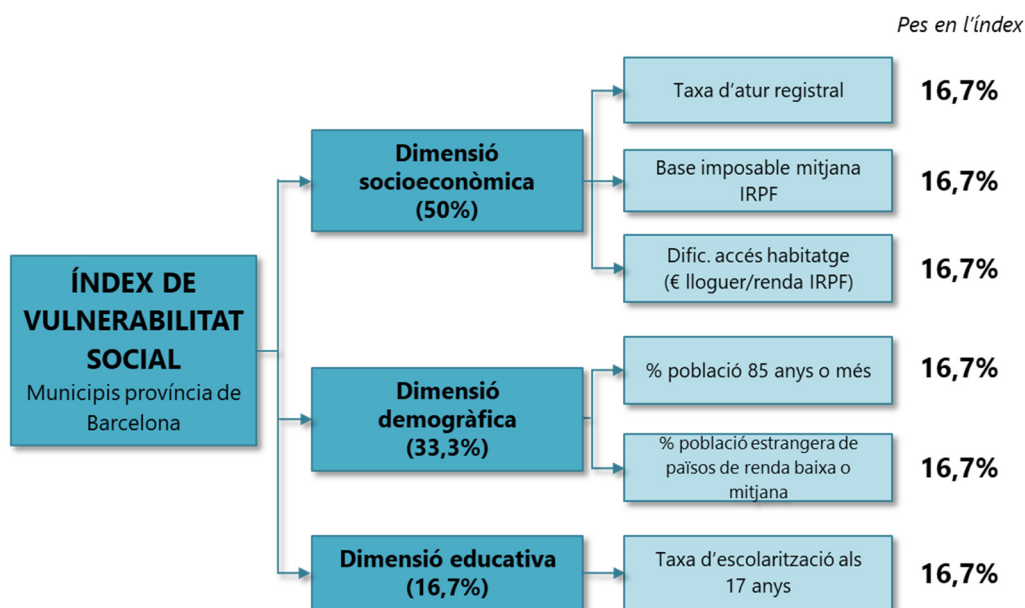 Pes en l'índex
ÍNDEX DE
VULNERABILITAT
SOCIAL
Municipis província de
Barcelona
Dimensió
socioeconòmica
(50%)
Taxa d'atur registral
16,7%
Base imposable mitjana
IRPF
16,7%
Dific. accés habitatge
(€ lloguer/renda IRPF)
16,7%
Dimensió
demogràfica
(33,3%)
% població 85 anys o més
16,7%
% població estrangera de
països de renda baixa o
mitjana
16,7%
Dimensió educativa
(16,7%)
Taxa d'escolarització als
17 anys
16,7%